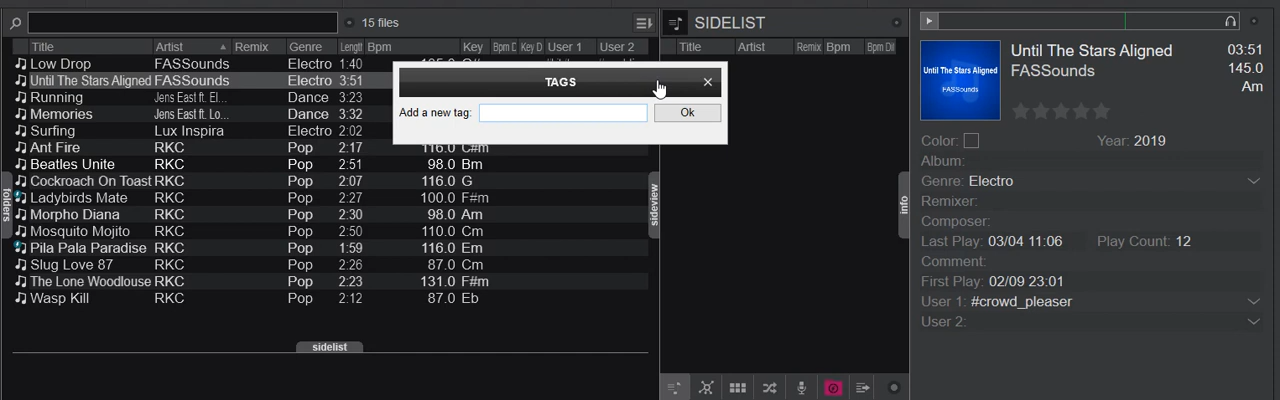 15 files
Title Artist Remix Genre Length Bpm Key Bpm D Key D User 1 User 2
Low Drop FASSounds Electro 1:40
Until The Stars Aligned FASSounds Electro 3:51
Running Jens East ft. El... Dance 3:23
Memories Jens East ft. Lo... Dance 3:32
Surfing Lux Inspira Electro 2:02
Ant Fire RKC Pop 2:17 116.0 C#m
Beatles Unite RKC Pop 2:51 98.0 Bm
Cockroach On Toast RKC Pop 2:07 116.0 G
Ladybirds Mate RKC Pop 2:27 100.0 F#m
Morpho Diana RKC Pop 2:30 98.0 Am
Mosquito Mojito RKC Pop 2:50 110.0 Cm
Pila Pala Paradise RKC Pop 1:59 116.0 Em
Slug Love 87 RKC Pop 2:26 87.0 Cm
The Lone Woodlouse RKC Pop 2:23 131.0 F#m
Wasp Kill RKC Pop 2:12 87.0 Eb
folders
sidelist
TAGS
Add a new tag:
Ok
sideview
SIDELIST
Title Artist Remix Bpm Bpm Dif
info
Until The Stars Aligned
FASSounds
Until The Stars Aligned 03:51
FASSounds 145.0
Am
Color: Year: 2019
Album:
Genre: Electro
Remixer:
Composer:
Last Play: 03/04 11:06 Play Count: 12
Comment:
First Play: 02/09 23:01
User 1: #crowd_pleaser
User 2: